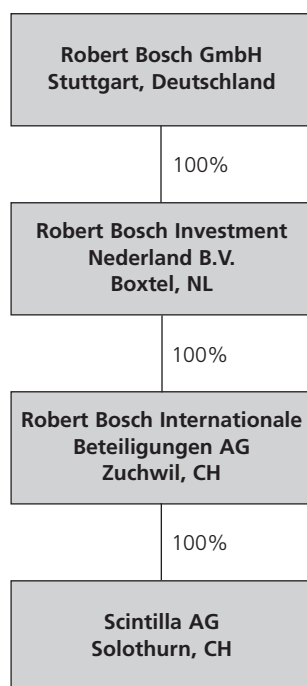 Robert Bosch GmbH
Stuttgart, Deutschland
100%
Robert Bosch Investment
Nederland B.V.
Boxtel, NL
100%
Robert Bosch Internationale
Beteiligungen AG
Zuchwil, CH
100%
Scintilla AG
Solothurn, CH